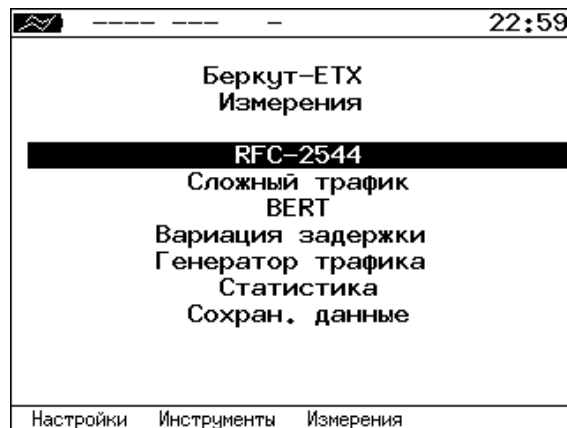 ---- --- - 22:59
Беркут-ETX
Измерения
RFC-2544
Сложный трафик
BERT
Вариация задержки
Генератор трафика
Статистика
Сохран. данные
Настройки Инструменты Измерения